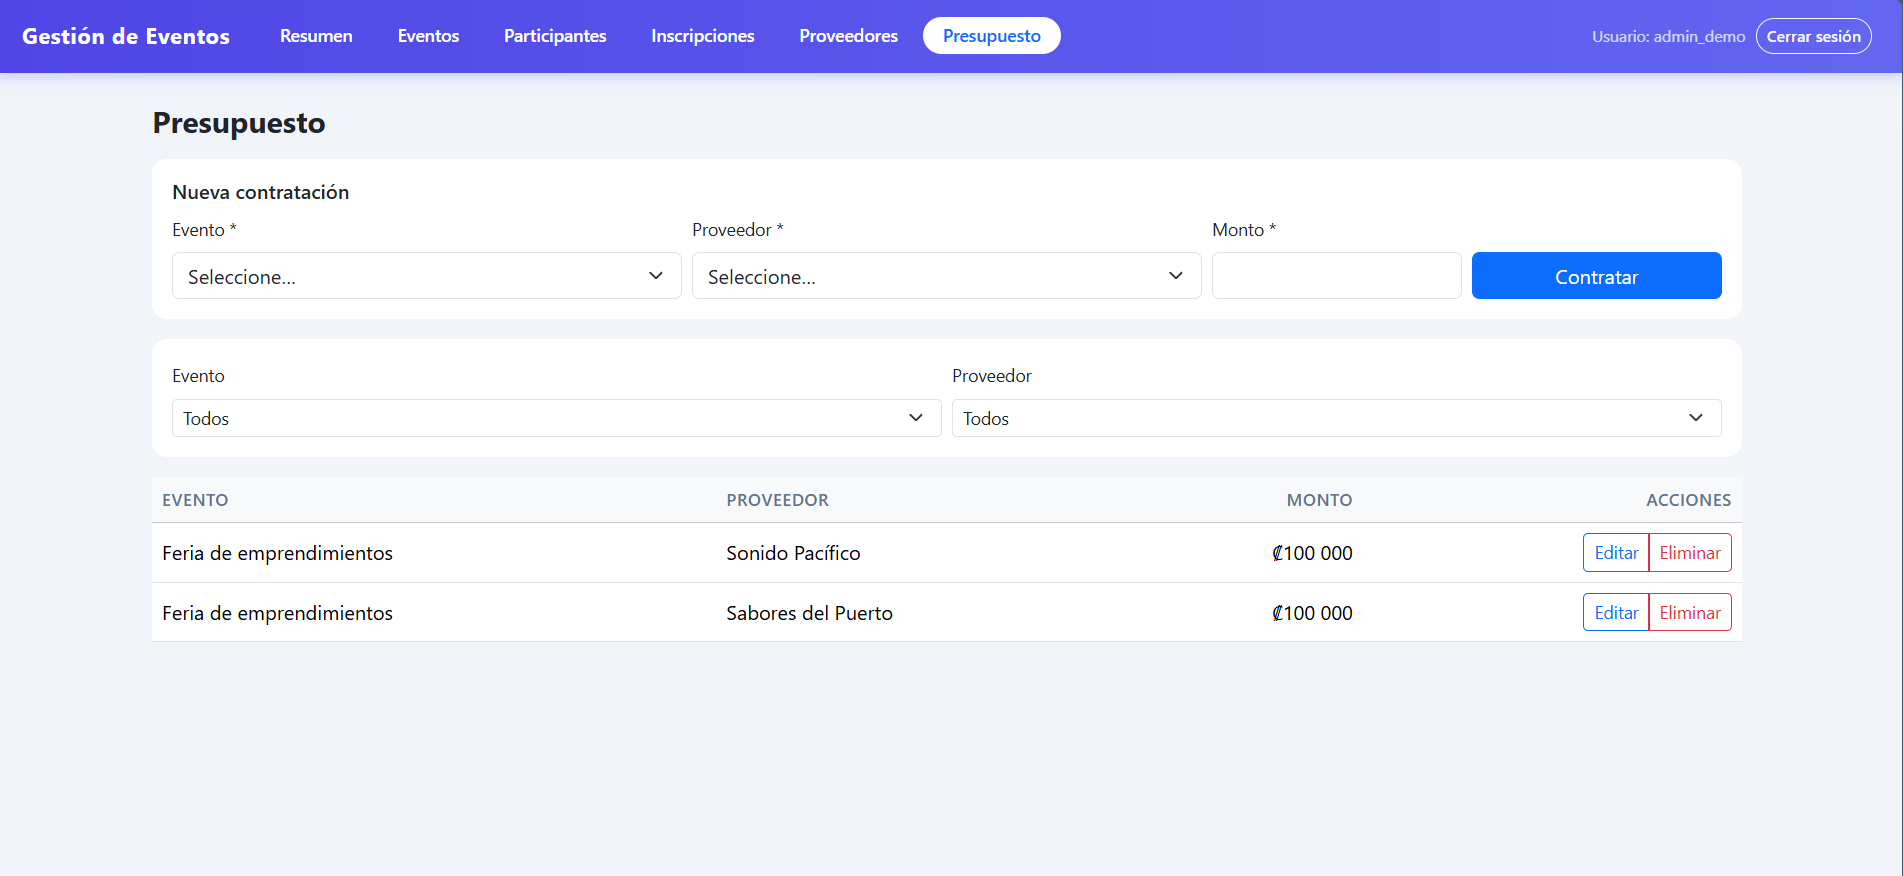 Gestión de Eventos Resumen Eventos Participantes Inscripciones Proveedores Presupuesto Usuario: admin_demo Cerrar sesión
Presupuesto
Nueva contratación
Evento * Proveedor * Monto *
Seleccione... Seleccione... Contratar
Evento Proveedor
Todos Todos
EVENTO PROVEEDOR MONTO ACCIONES
Feria de emprendimientos Sonido Pacífico ₡100 000 Editar Eliminar
Feria de emprendimientos Sabores del Puerto ₡100 000 Editar Eliminar